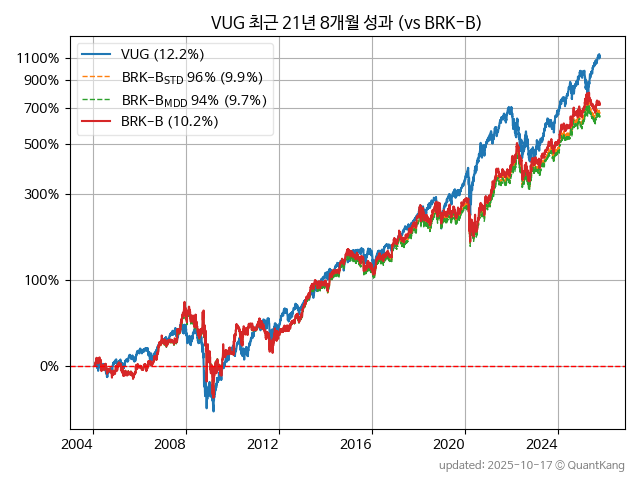 VUG 최근 21년 8개월 성과 (vs BRK-B)
VUG (12.2%)
BRK-BSTD 96% (9.9%)
BRK-BMDD 94% (9.7%)
BRK-B (10.2%)
1100%
900%
700%
500%
300%
100%
0%
2004 2008 2012 2016 2020 2024
updated: 2025-10-17 © QuantKang